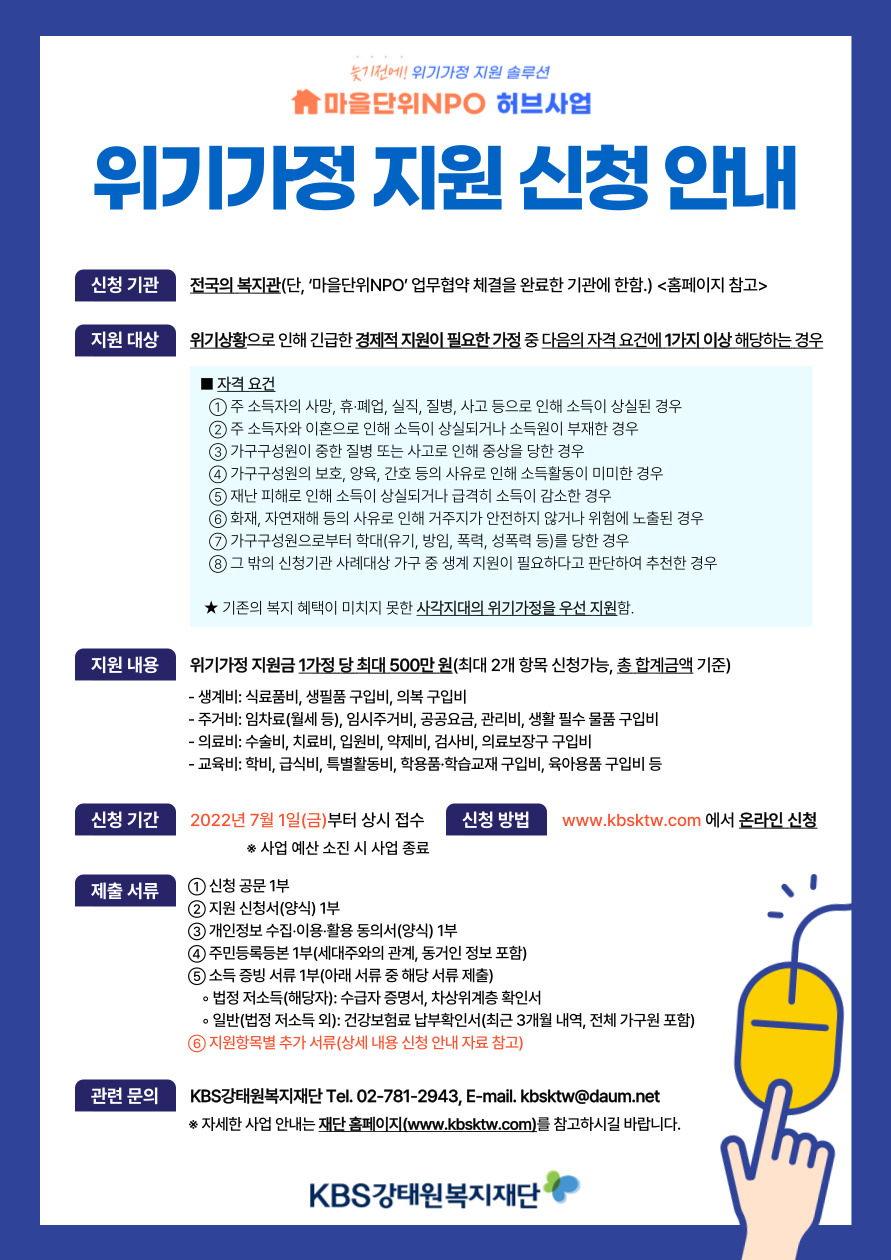 늦기전에! 위기가정 지원 솔루션
마을단위NPO 허브사업
위기가정 지원 신청 안내
신청 기관 전국의 복지관(단, ‘마을단위NPO’ 업무협약 체결을 완료한 기관에 한함.) <홈페이지 참고>
지원 대상 위기상황으로 인해 긴급한 경제적 지원이 필요한 가정 중 다음의 자격 요건에 1가지 이상 해당하는 경우
■ 자격 요건
① 주 소득자의 사망, 휴·폐업, 실직, 질병, 사고 등으로 인해 소득이 상실된 경우
② 주 소득자와 이혼으로 인해 소득이 상실되거나 소득원이 부재한 경우
③ 가구구성원이 중한 질병 또는 사고로 인해 중상을 당한 경우
④ 가구구성원의 보호, 양육, 간호 등의 사유로 인해 소득활동이 미미한 경우
⑤ 재난 피해로 인해 소득이 상실되거나 급격히 소득이 감소한 경우
⑥ 화재, 자연재해 등의 사유로 인해 거주지가 안전하지 않거나 위험에 노출된 경우
⑦ 가구구성원으로부터 학대(유기, 방임, 폭력, 성폭력 등)를 당한 경우
⑧ 그 밖의 신청기관 사례대상 가구 중 생계 지원이 필요하다고 판단하여 추천한 경우
★ 기존의 복지 혜택이 미치지 못한 사각지대의 위기가정을 우선 지원함.
지원 내용 위기가정 지원금 1가정 당 최대 500만 원(최대 2개 항목 신청가능, 총 합계금액 기준)
- 생계비: 식료품비, 생필품 구입비, 의복 구입비
- 주거비: 임차료(월세 등), 임시주거비, 공공요금, 관리비, 생활 필수 물품 구입비
- 의료비: 수술비, 치료비, 입원비, 약제비, 검사비, 의료보장구 구입비
- 교육비: 학비, 급식비, 특별활동비, 학용품·학습교재 구입비, 육아용품 구입비 등
신청 기간 2022년 7월 1일(금)부터 상시 접수 신청 방법 www.kbsktw.com 에서 온라인 신청
※ 사업 예산 소진 시 사업 종료
제출 서류 ① 신청 공문 1부
② 지원 신청서(양식) 1부
③ 개인정보 수집·이용·활용 동의서(양식) 1부
④ 주민등록등본 1부(세대주와의 관계, 동거인 정보 포함)
⑤ 소득 증빙 서류 1부(아래 서류 중 해당 서류 제출)
∘ 법정 저소득(해당자): 수급자 증명서, 차상위계층 확인서
∘ 일반(법정 저소득 외): 건강보험료 납부확인서(최근 3개월 내역, 전체 가구원 포함)
⑥ 지원항목별 추가 서류(상세 내용 신청 안내 자료 참고)
관련 문의 KBS강태원복지재단 Tel. 02-781-2943, E-mail. kbsktw@daum.net
※ 자세한 사업 안내는 재단 홈페이지(www.kbsktw.com)를 참고하시길 바랍니다.
KBS강태원복지재단